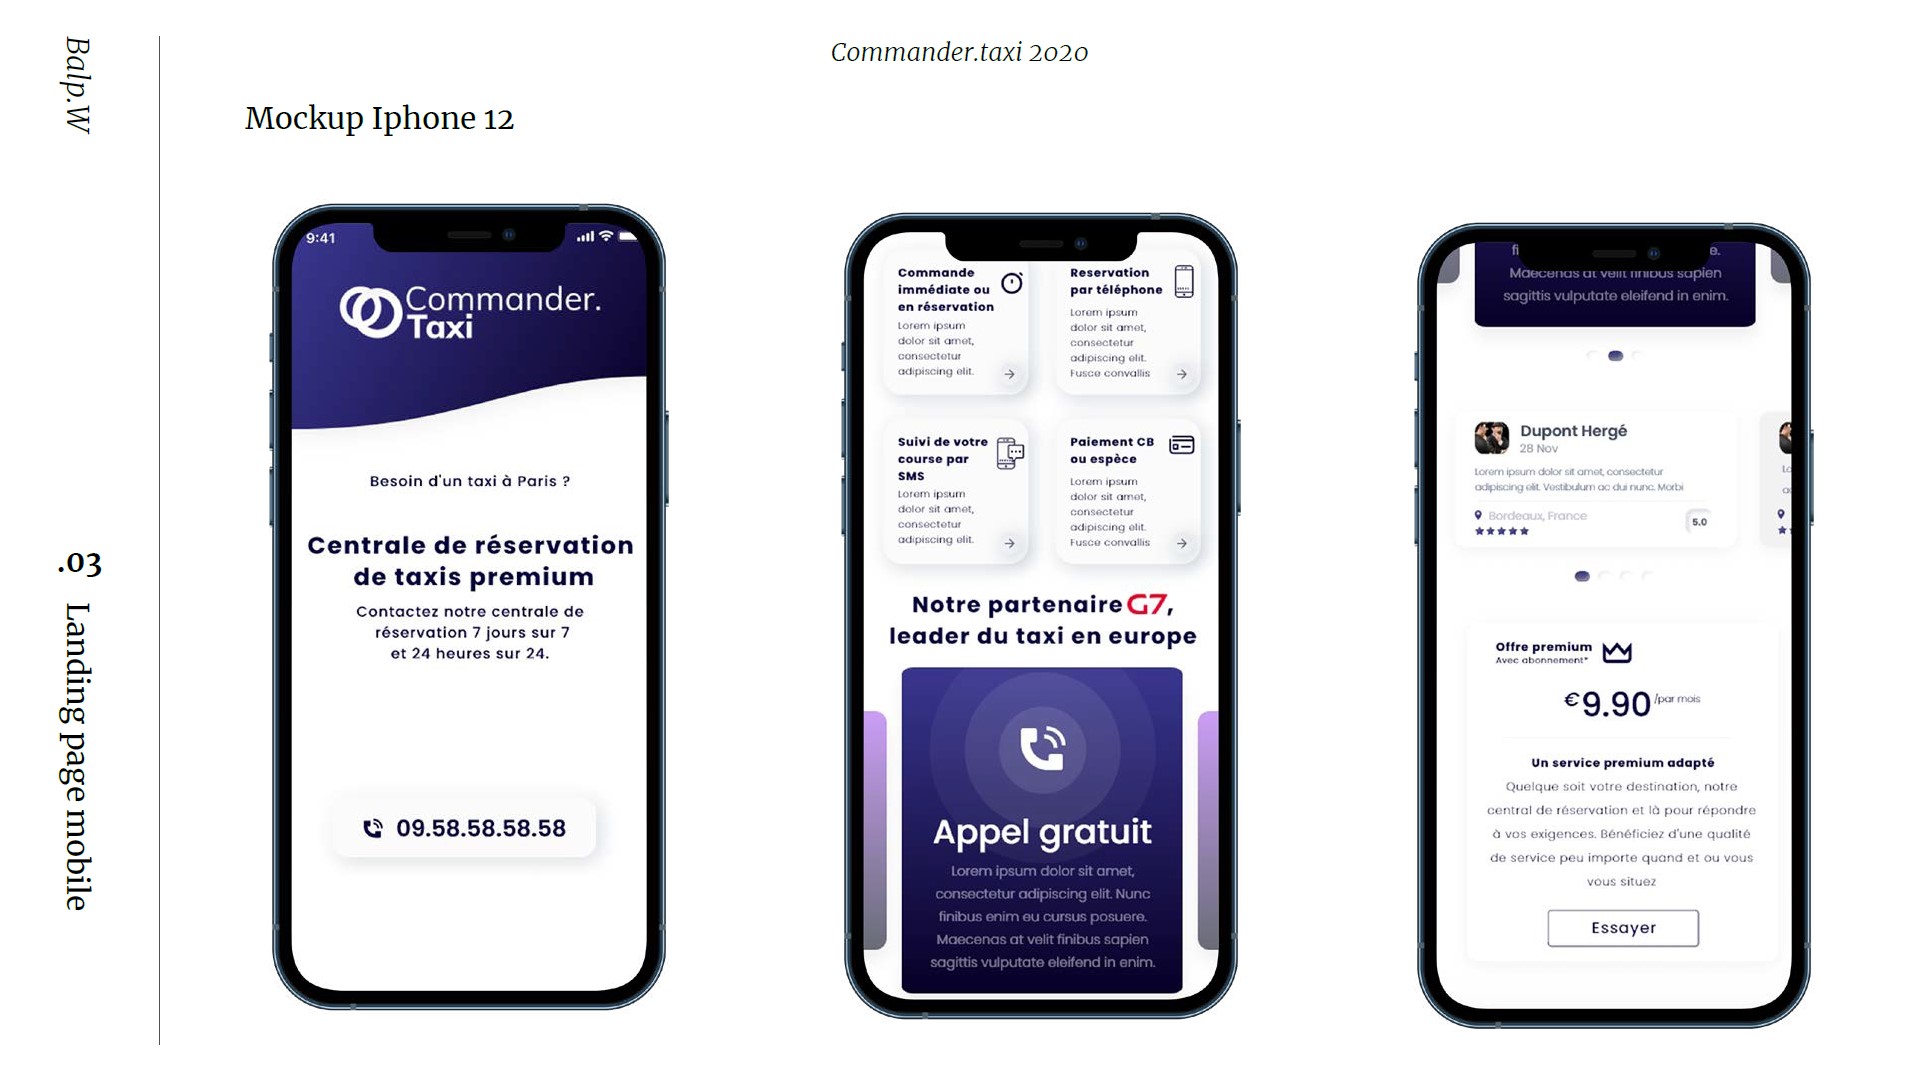 Balp.W
Commander.taxi 2020
Mockup Iphone 12
.03
Landing page mobile
9:41
Commander.
Taxi
Besoin d'un taxi à Paris ?
Centrale de réservation
de taxis premium
Contactez notre centrale de
réservation 7 jours sur 7
et 24 heures sur 24.
09.58.58.58.58
Commande
immédiate ou
en réservation
Lorem ipsum
dolor sit amet,
consectetur
adipiscing elit.
Reservation
par téléphone
Lorem ipsum
dolor sit amet,
consectetur
adipiscing elit.
Fusce convallis
Suivi de votre
course par
SMS
Lorem ipsum
dolor sit amet,
consectetur
adipiscing elit.
Paiement CB
ou espèce
Lorem ipsum
dolor sit amet,
consectetur
adipiscing elit.
Fusce convallis
Notre partenaire G7,
leader du taxi en europe
Appel gratuit
Lorem ipsum dolor sit amet,
consectetur adipiscing elit. Nunc
finibus enim eu cursus posuere.
Maecenas at velit finibus sapien
sagittis vulputate eleifend in enim.
Maecenas at velit finibus sapien
sagittis vulputate eleifend in enim.
Dupont Hergé
28 Nov
Lorem ipsum dolor sit amet, consectetur
adipiscing elit. Vestibulum ac dui nunc. Morbi
Bordeaux, France
5.0
Offre premium
Avec abonnement*
€9.90 /par mois
Un service premium adapté
Quelque soit votre destination, notre
central de réservation et là pour répondre
à vos exigences. Bénéficiez d'une qualité
de service peu importe quand et ou vous
vous situez
Essayer